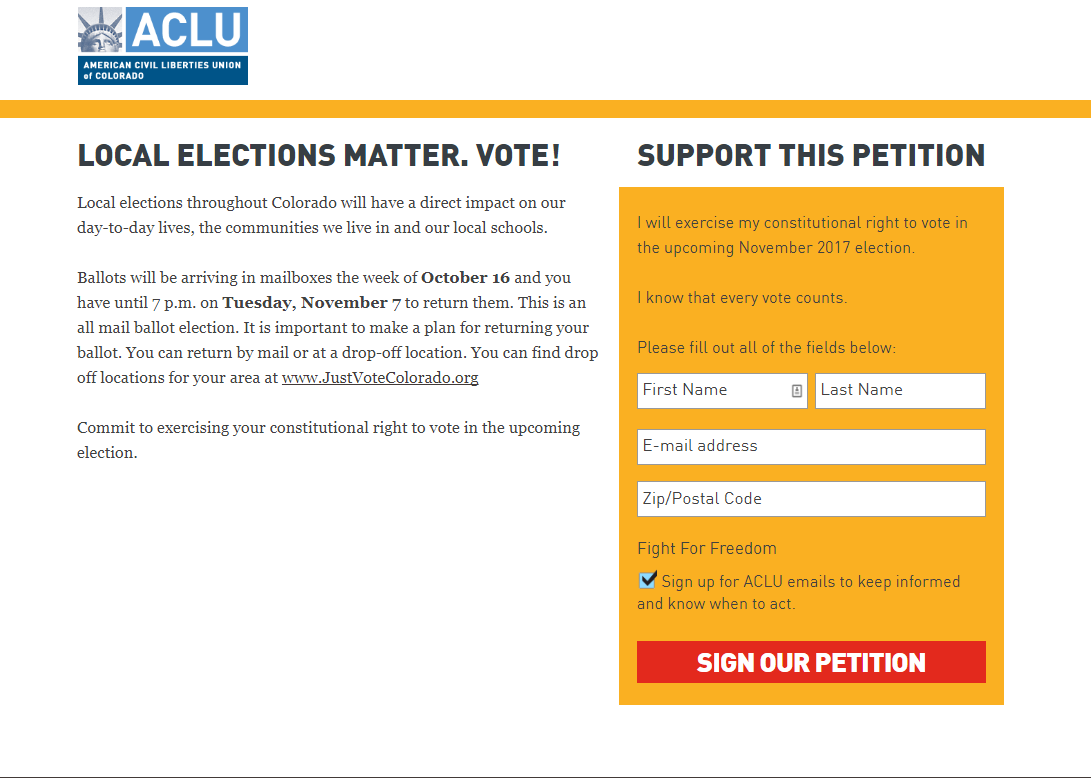 ACLU
AMERICAN CIVIL LIBERTIES UNION
of COLORADO
LOCAL ELECTIONS MATTER. VOTE!
Local elections throughout Colorado will have a direct impact on our
day-to-day lives, the communities we live in and our local schools.
Ballots will be arriving in mailboxes the week of October 16 and you
have until 7 p.m. on Tuesday, November 7 to return them. This is an
all mail ballot election. It is important to make a plan for returning your
ballot. You can return by mail or at a drop-off location. You can find drop
off locations for your area at www.JustVoteColorado.org
Commit to exercising your constitutional right to vote in the upcoming
election.
SUPPORT THIS PETITION
I will exercise my constitutional right to vote in
the upcoming November 2017 election.
I know that every vote counts.
Please fill out all of the fields below:
First Name
Last Name
E-mail address
Zip/Postal Code
Fight For Freedom
Sign up for ACLU emails to keep informed
and know when to act.
SIGN OUR PETITION